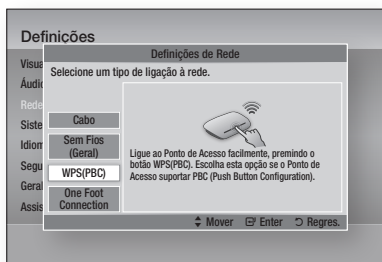 Definições
Definições de Rede
Selecione um tipo de ligação à rede.
Rede
Cabo
Sem Fios
(Geral)
WPS(PBC)
One Foot
Connection
Ligue ao Ponto de Acesso facilmente, premindo o
botão WPS(PBC). Escolha esta opção se o Ponto de
Acesso suportar PBC (Push Button Configuration).
Visua
Áudio
Siste
Idiom
Segu
Geral
Assis
Mover Enter Regres.